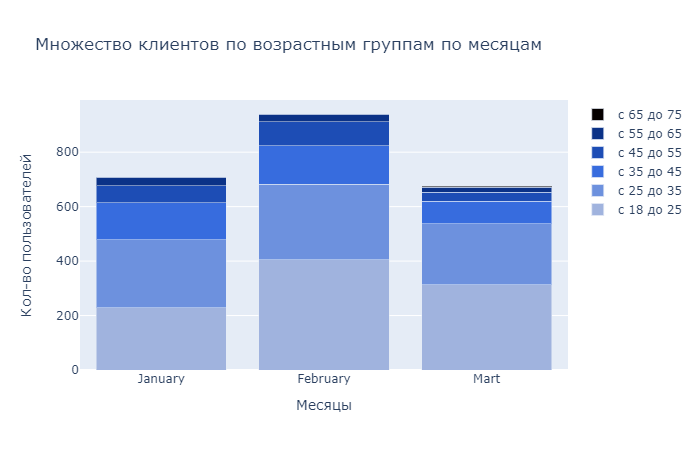 Множество клиентов по возрастным группам по месяцам
Кол-во пользователей
800
600
400
200
0
January
February
Mart
Месяцы
с 65 до 75
с 55 до 65
с 45 до 55
с 35 до 45
с 25 до 35
с 18 до 25